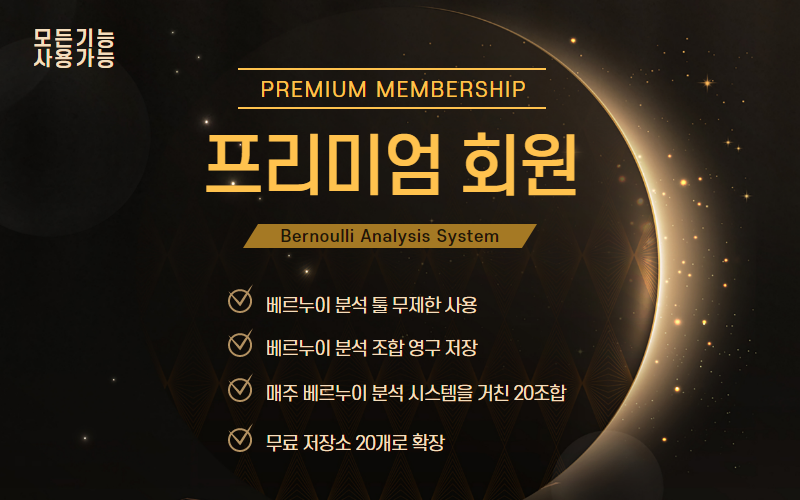 모든기능
사용가능
PREMIUM MEMBERSHIP
프리미엄 회원
Bernoulli Analysis System
베르누이 분석 툴 무제한 사용
베르누이 분석 조합 영구 저장
매주 베르누이 분석 시스템을 거친 20조합
무료 저장소 20개로 확장